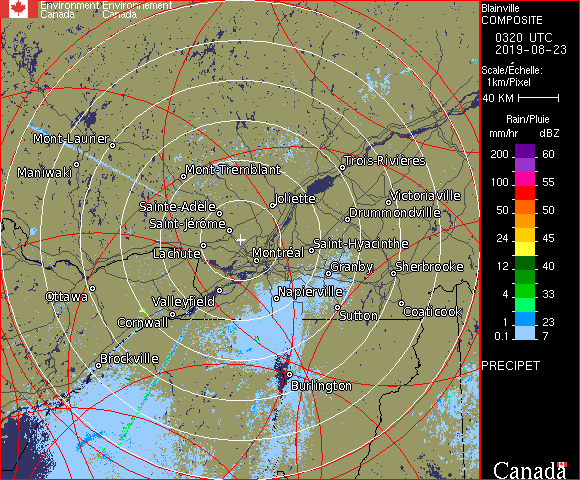 Environment Environnement
Canada Canada
Blainville
COMPOSITE
0320 UTC
2019-08-23
Scale/Échelle:
1km/Pixel
40 KM
Rain/Pluie
mm/hr dBZ
200 60
100 55
50 50
24 45
12 40
4 33
1 23
0.1 7
PRECIPET
Canada
Mont-Laurier
Maniwaki
Mont-Tremblant
Trois-Rivières
Joliette
Victoriaville
Sainte-Adele
Drummondville
Saint-Jérôme
Saint-Hyacinthe
Lachute
Montréal
Granby
Sherbrooke
Ottawa
Valleyfield
Napierville
Coaticook
Cornwall
Sutton
Brockville
Burlington